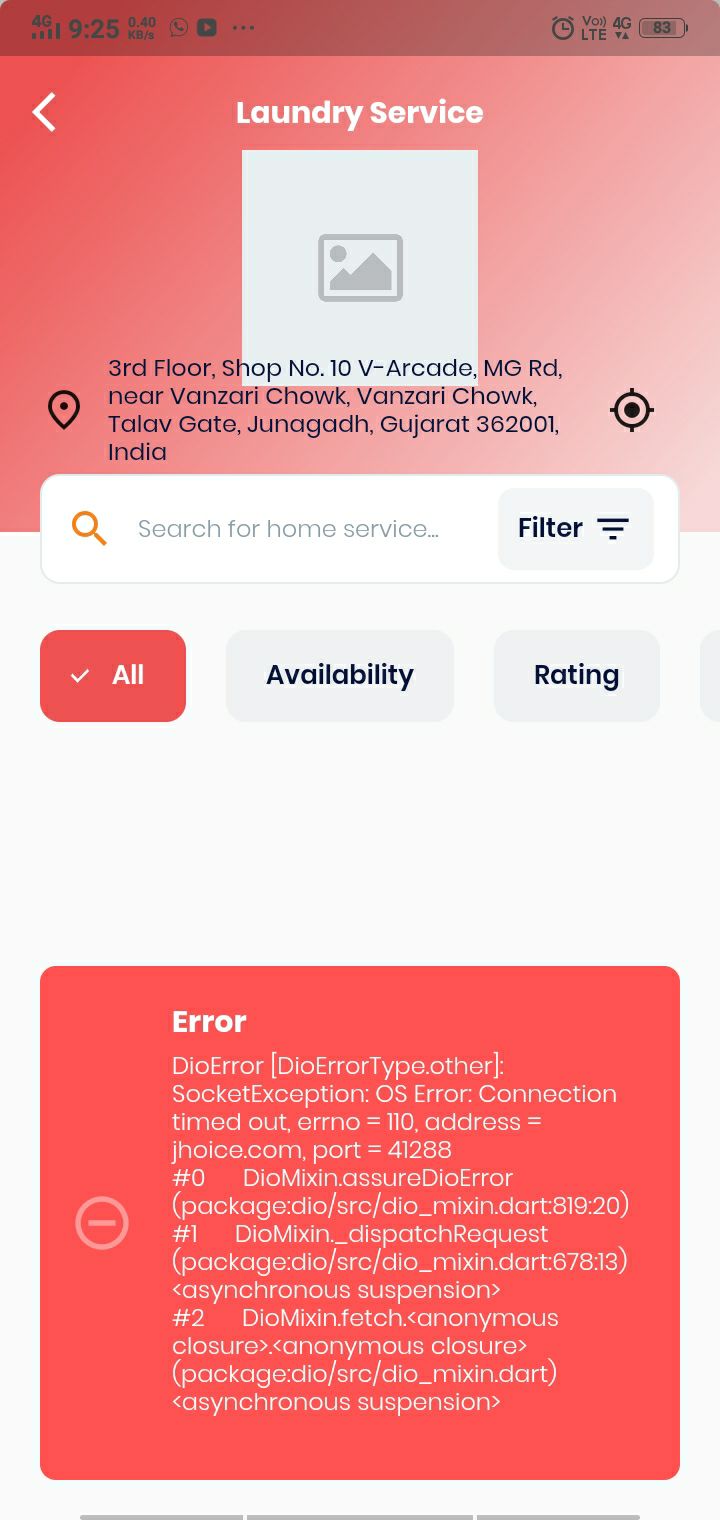 4G 9:25 0.40 KB/s Vo)) LTE 4G 83
Laundry Service
3rd Floor, Shop No. 10 V-Arcade, MG Rd,
near Vanzari Chowk, Vanzari Chowk,
Talav Gate, Junagadh, Gujarat 362001,
India
Search for home service...
Filter
All
Availability
Rating
Error
DioError [DioErrorType.other]:
SocketException: OS Error: Connection
timed out, errno = 110, address =
jhoice.com, port = 41288
#0 DioMixin.assureDioError
(package:dio/src/dio_mixin.dart:819:20)
#1 DioMixin._dispatchRequest
(package:dio/src/dio_mixin.dart:678:13)
<asynchronous suspension>
#2 DioMixin.fetch.<anonymous
closure>.<anonymous closure>
(package:dio/src/dio_mixin.dart)
<asynchronous suspension>